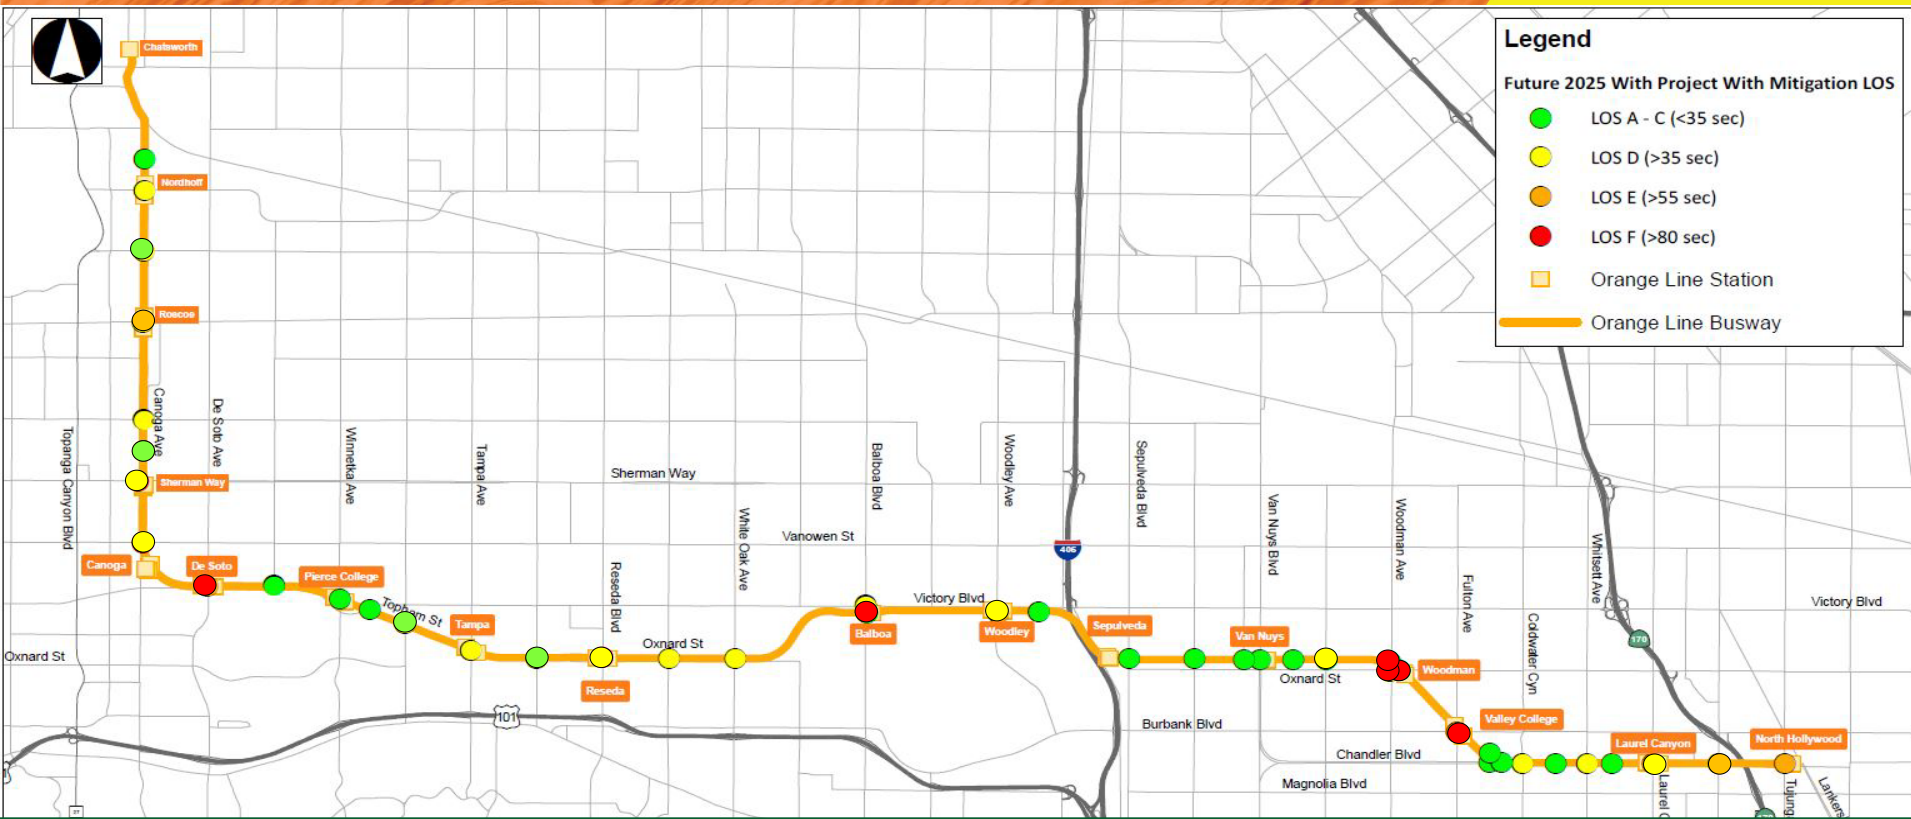 Legend
Future 2025 With Project With Mitigation LOS
LOS A - C (<35 sec)
LOS D (>35 sec)
LOS E (>55 sec)
LOS F (>80 sec)
Orange Line Station
Orange Line Busway
Chatsworth
Nordhoff
Roscoe
Canoga Ave
De Soto Ave
Topanga Canyon Blvd
Winnetka Ave
Tampa Ave
Sherman Way
Balboa Blvd
Woodley Ave
Sepulveda Blvd
Sherman Way
White Oak Ave
Van Nuys Blvd
Woodman Ave
Vanowen St
405
Whitsett Ave
Canoga
De Soto
Pierce College
Reseda Blvd
Fulton Ave
Coldwater Cyn
Topham St
Victory Blvd
Victory Blvd
Tampa
Balboa
Woodley
Sepulveda
Van Nuys
170
Oxnard St
Oxnard St
Oxnard St
Woodman
Reseda
101
Burbank Blvd
Valley College
Chandler Blvd
Laurel Canyon
North Hollywood
Magnolia Blvd
Laurel C
Tujung
Lankers